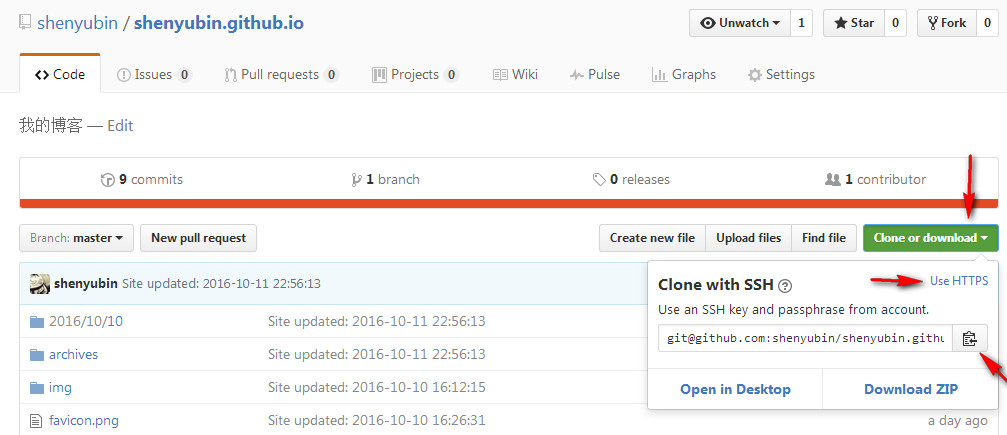 shenyubin / shenyubin.github.io Unwatch 1 Star 0 Fork 0
Code Issues 0 Pull requests 0 Projects 0 Wiki Pulse Graphs Settings
我的博客 — Edit
9 commits 1 branch 0 releases 1 contributor
Branch: master New pull request Create new file Upload files Find file Clone or download
shenyubin Site updated: 2016-10-11 22:56:13
Clone with SSH ? Use HTTPS
Use an SSH key and passphrase from account.
2016/10/10 Site updated: 2016-10-11 22:56:13
git@github.com:shenyubin/shenyubin.githu
archives Site updated: 2016-10-11 22:56:13
img Site updated: 2016-10-10 16:12:15
Open in Desktop Download ZIP
favicon.png Site updated: 2016-10-10 16:26:31 a day ago